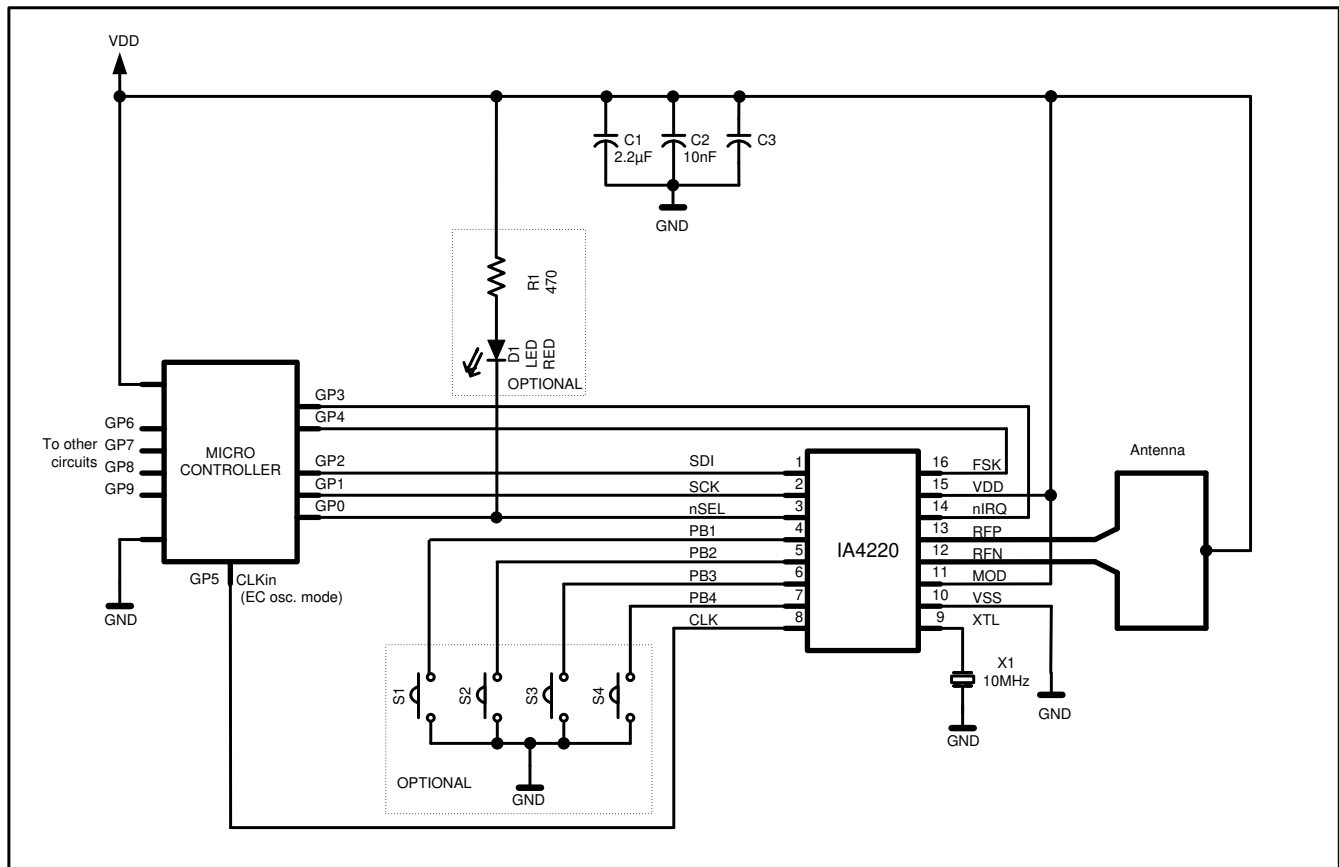 VDD
C1
2.2µF
C2
10nF
C3
GND
R1
470
D1
LED
RED
OPTIONAL
GP3
GP4
GP6
To other
circuits
GP7
GP8
GP9
MICRO
CONTROLLER
GP2
GP1
GP0
GP5
CLKin
(EC osc. mode)
GND
SDI
SCK
nSEL
PB1
PB2
PB3
PB4
CLK
1
2
3
4
5
6
7
8
IA4220
16
15
14
13
12
11
10
9
FSK
VDD
nIRQ
RFP
RFN
MOD
VSS
XTL
Antenna
X1
10MHz
GND
GND
S1
S2
S3
S4
OPTIONAL
GND